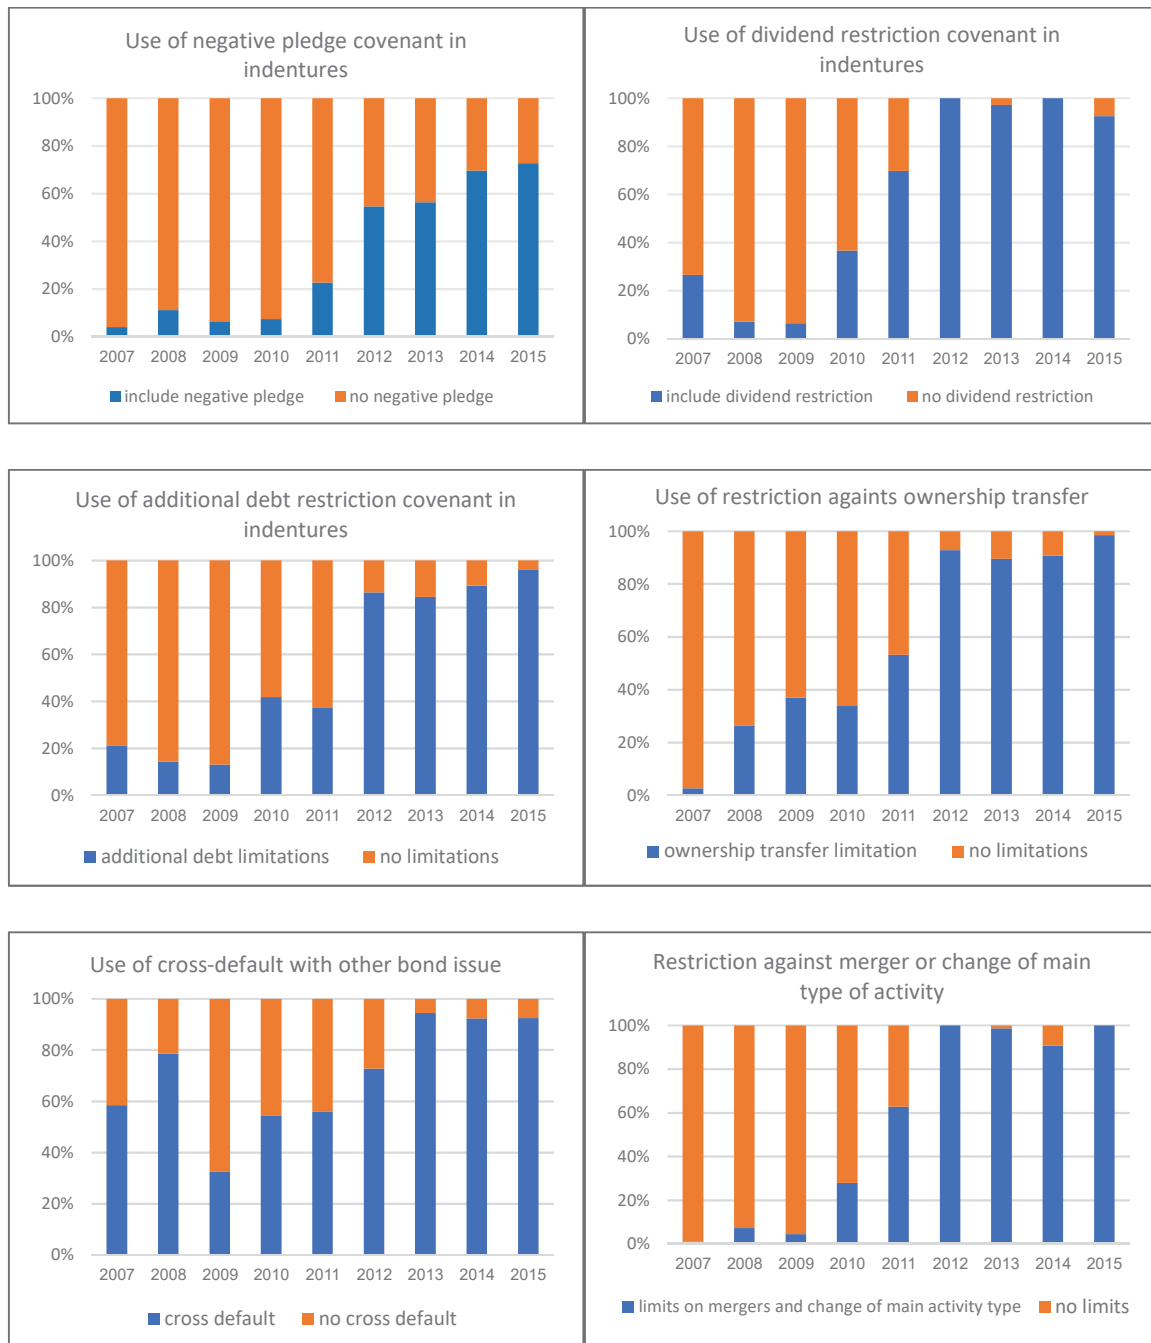 Use of negative pledge covenant in
indentures
100%
80%
60%
40%
20%
0%
2007 2008 2009 2010 2011 2012 2013 2014 2015
include negative pledge no negative pledge
Use of dividend restriction covenant in
indentures
100%
80%
60%
40%
20%
0%
2007 2008 2009 2010 2011 2012 2013 2014 2015
include dividend restriction no dividend restriction
Use of additional debt restriction covenant in
indentures
100%
80%
60%
40%
20%
0%
2007 2008 2009 2010 2011 2012 2013 2014 2015
additional debt limitations no limitations
Use of restriction againts ownership transfer
100%
80%
60%
40%
20%
0%
2007 2008 2009 2010 2011 2012 2013 2014 2015
ownership transfer limitation no limitations
Use of cross-default with other bond issue
100%
80%
60%
40%
20%
0%
2007 2008 2009 2010 2011 2012 2013 2014 2015
cross default no cross default
Restriction against merger or change of main
type of activity
100%
80%
60%
40%
20%
0%
2007 2008 2009 2010 2011 2012 2013 2014 2015
limits on mergers and change of main activity type no limits